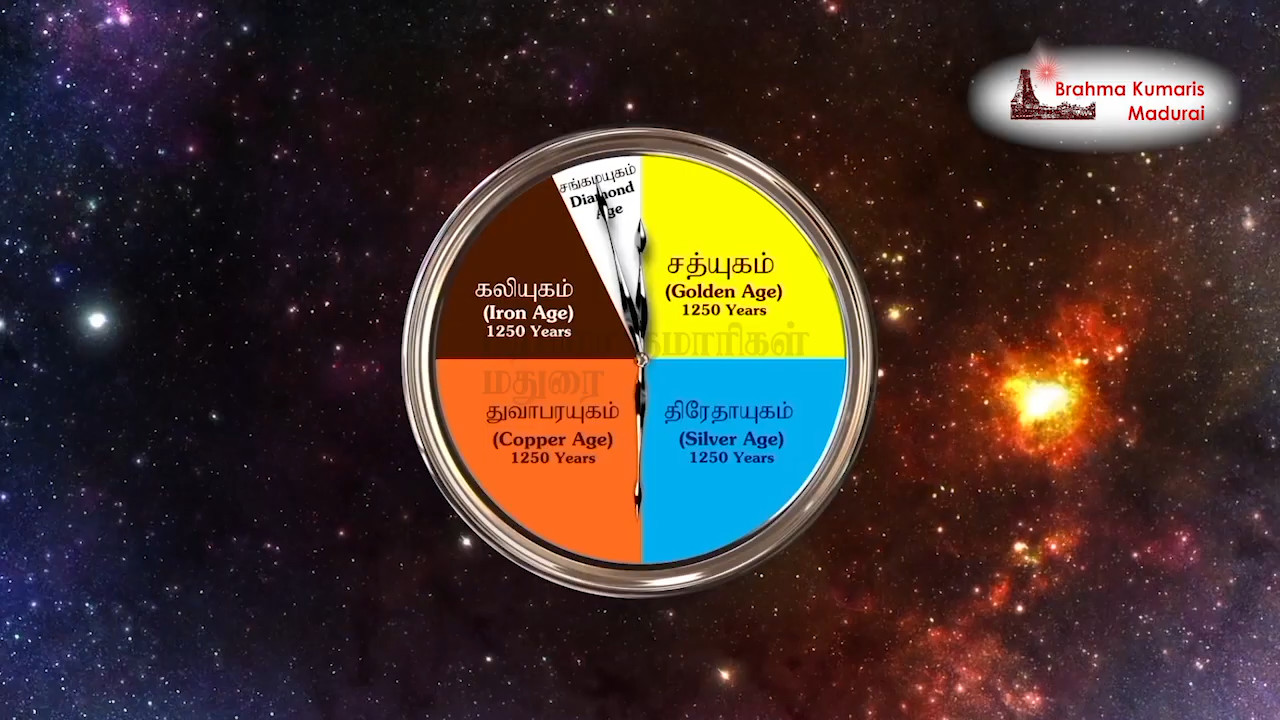 Brahma Kumaris
Madurai
சங்கமயுகம்
Diamond
Age
சத்யுகம்
(Golden Age)
1250 Years
கலியுகம்
(Iron Age)
1250 Years
குமாரிகள்
மதுரை
துவாபரயுகம்
(Copper Age)
1250 Years
திரேதாயுகம்
(Silver Age)
1250 Years